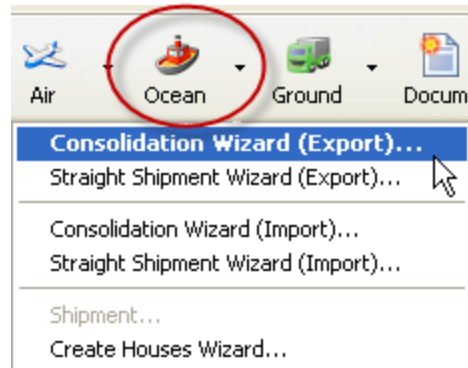 Air Ocean Ground Docum
Consolidation Wizard (Export)...
Straight Shipment Wizard (Export)...
Consolidation Wizard (Import)...
Straight Shipment Wizard (Import)...
Shipment...
Create Houses Wizard...